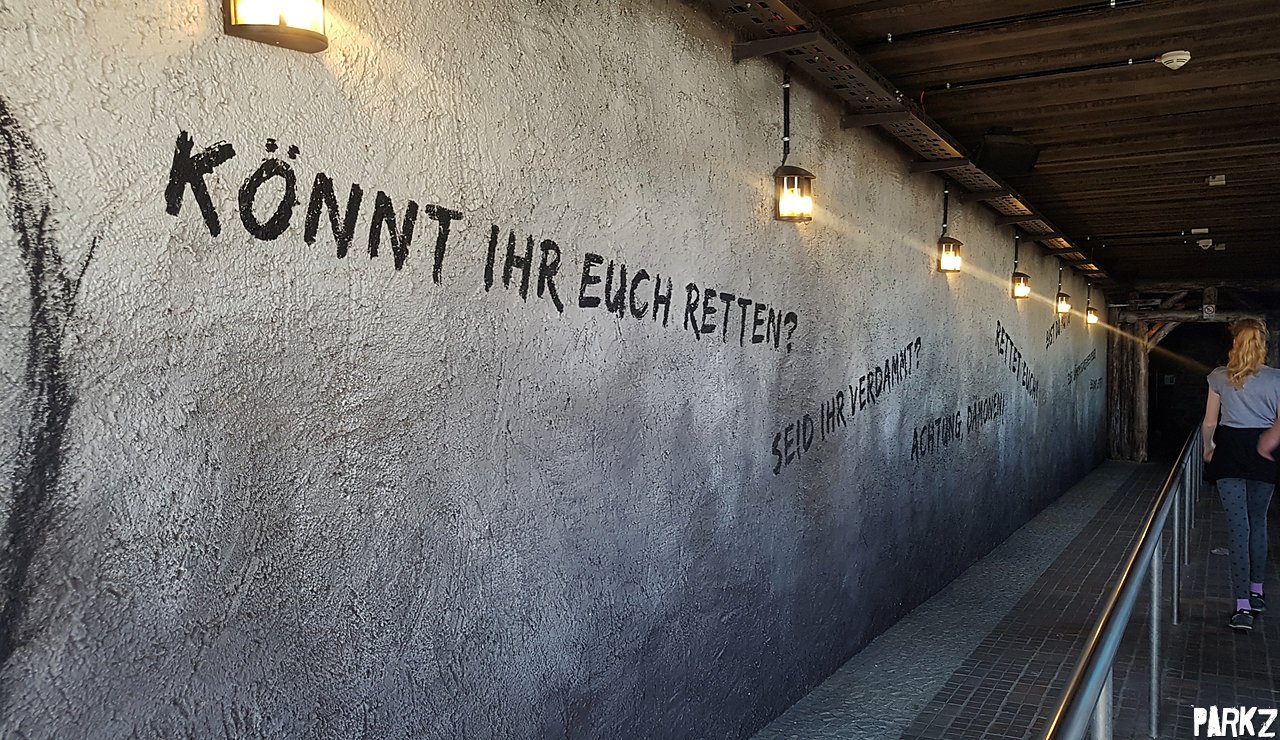 KÖNNT IHR EUCH RETTEN?
SEID IHR VERDAMMT?
ACHTUNG, DÄMONEN!
RETTET EUCH!
PARKZ